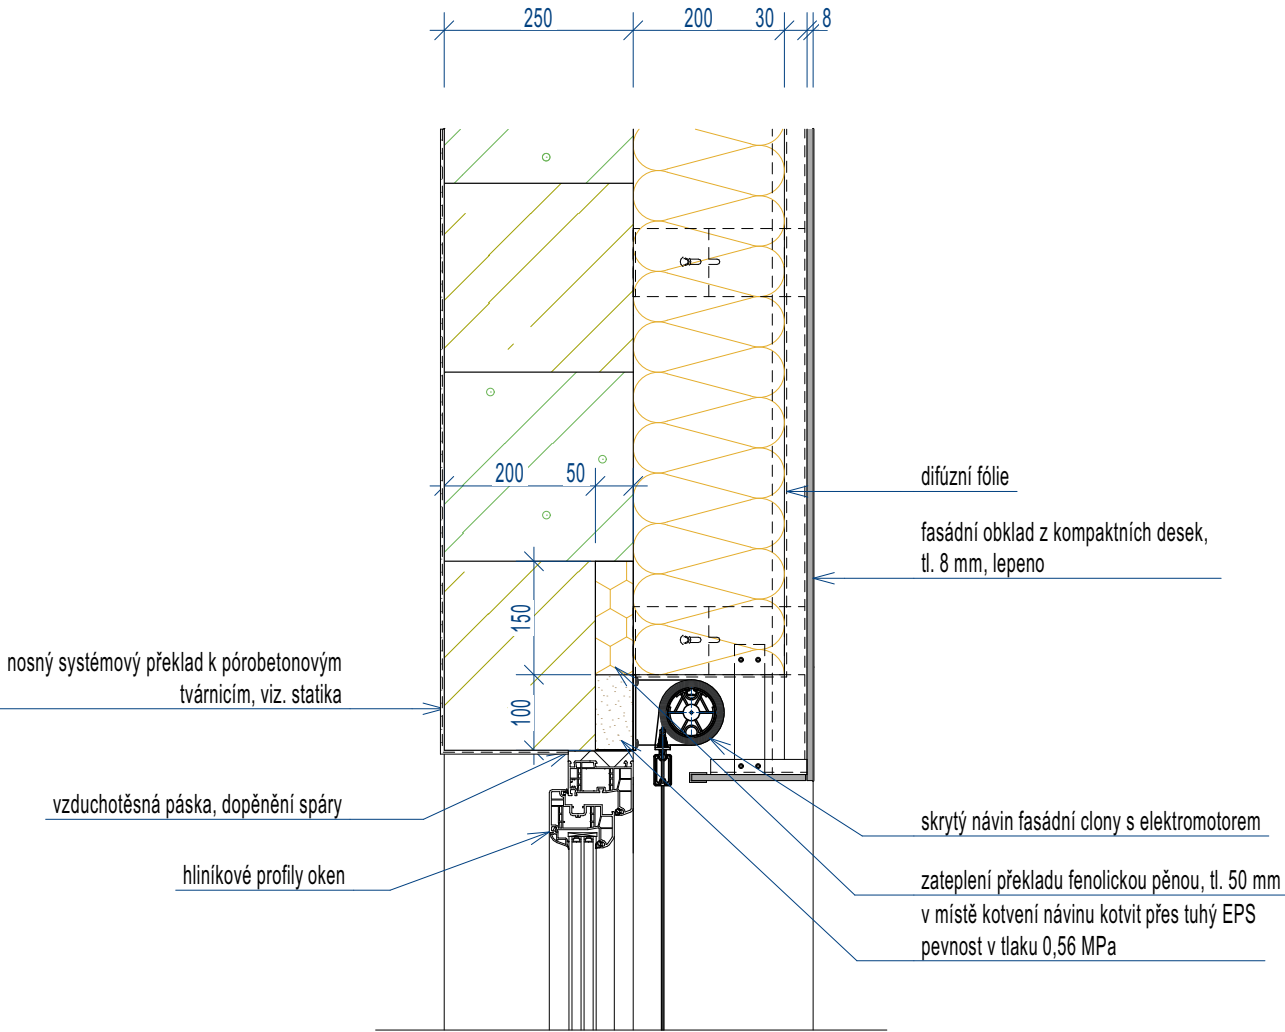 250
200
30
8
200
50
difúzní fólie
fasádní obklad z kompaktních desek,
tl. 8 mm, lepeno
150
nosný systémový překlad k pórobetonovým
tvárnicím, viz. statika
100
vzduchotěsná páska, dopěnění spáry
skrytý návin fasádní clony s elektromotorem
hliníkové profily oken
zateplení překladu fenolickou pěnou, tl. 50 mm
v místě kotvení návinu kotvit přes tuhý EPS
pevnost v tlaku 0,56 MPa